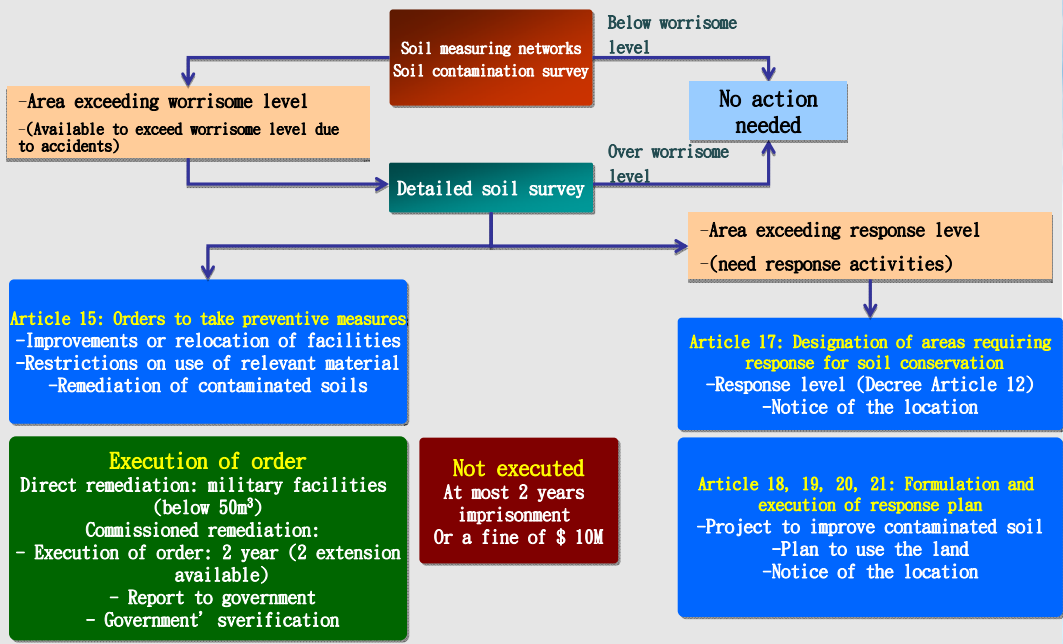 Soil measuring networks
Soil contamination survey
Below worrisome
level
-Area exceeding worrisome level
-(Available to exceed worrisome level due
to accidents)
No action
needed
Over worrisome
level
Detailed soil survey
-Area exceeding response level
-(need response activities)
Article 15: Orders to take preventive measures
-Improvements or relocation of facilities
-Restrictions on use of relevant material
-Remediation of contaminated soils
Article 17: Designation of areas requiring
response for soil conservation
-Response level (Decree Article 12)
-Notice of the location
Execution of order
Direct remediation: military facilities
(below 50m³)
Commissioned remediation:
- Execution of order: 2 year (2 extension
available)
- Report to government
- Government' sverification
Not executed
At most 2 years
imprisonment
Or a fine of $ 10M
Article 18, 19, 20, 21: Formulation and
execution of response plan
-Project to improve contaminated soil
-Plan to use the land
-Notice of the location